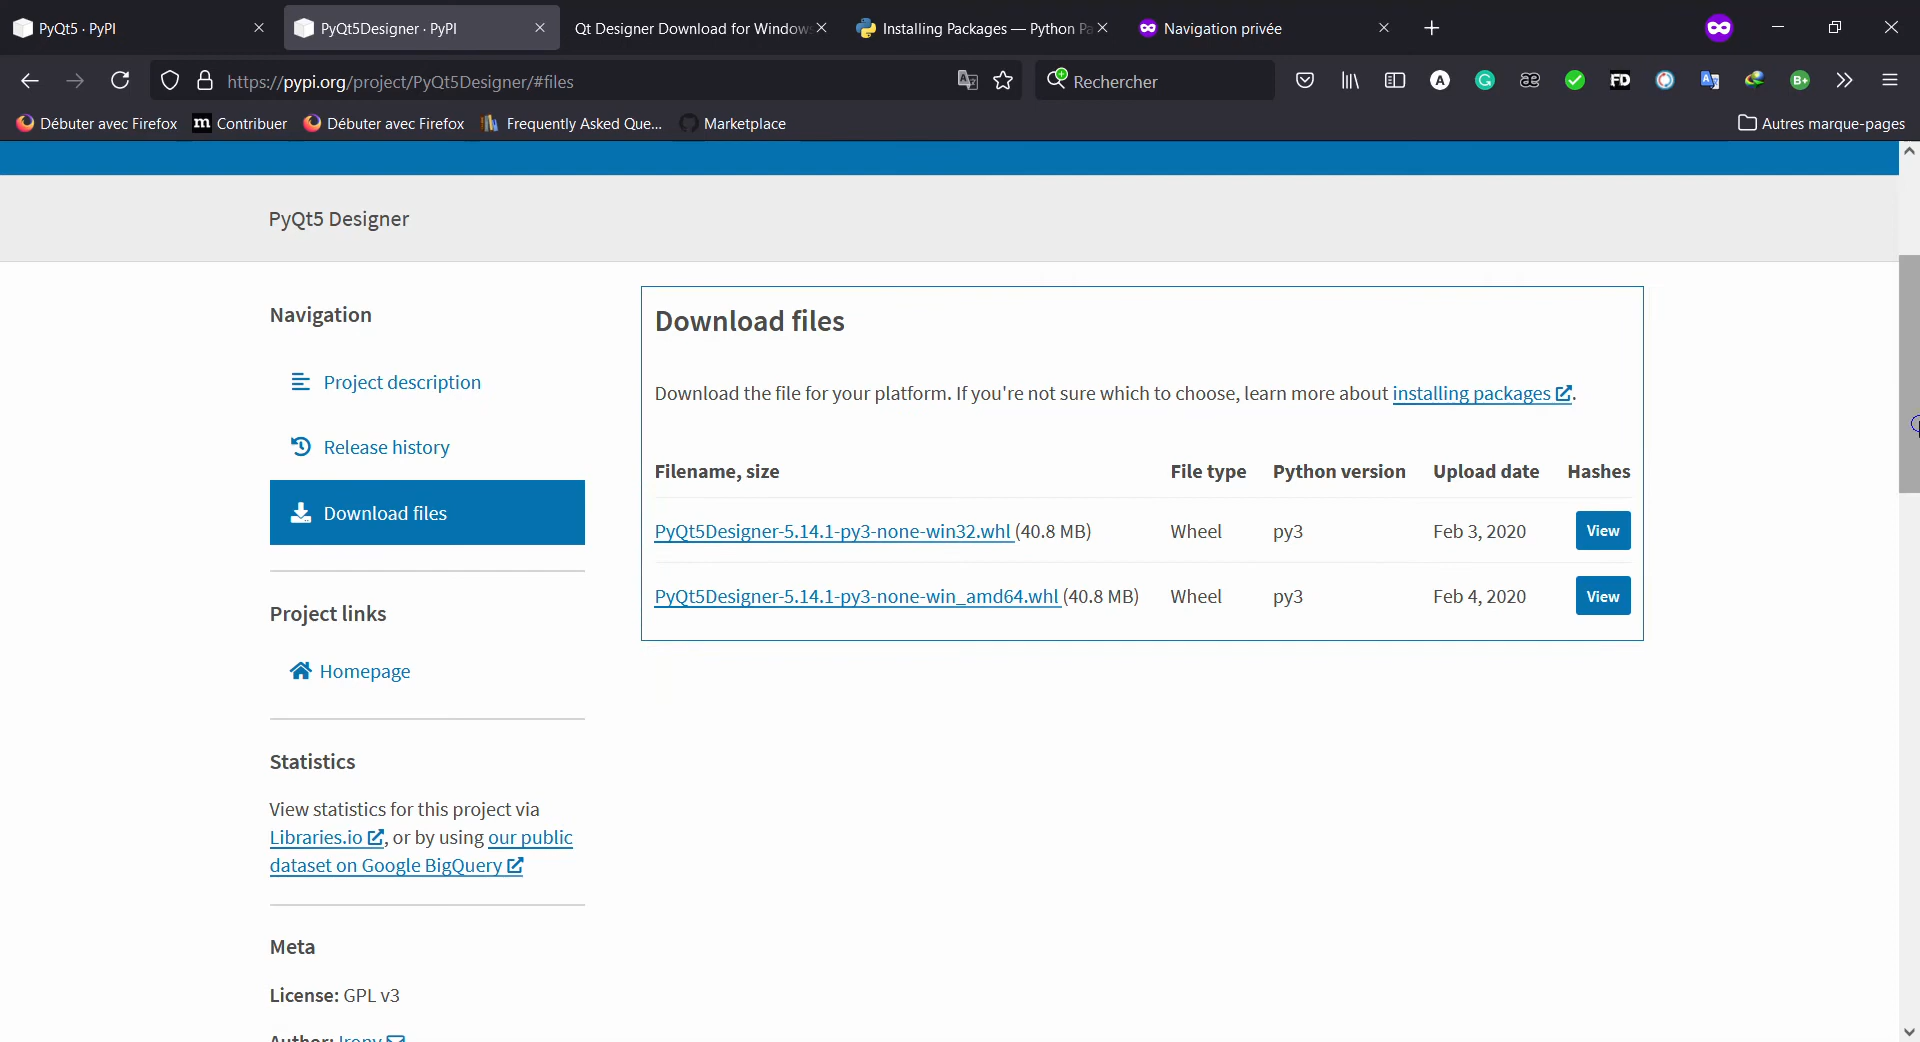 PyQt5 · PyPI
PyQt5Designer · PyPI
Qt Designer Download for Windows
Installing Packages — Python Pa
Navigation privée
https://pypi.org/project/PyQt5Designer/#files
Rechercher
Débuter avec Firefox
m Contribuer
Débuter avec Firefox
Frequently Asked Que...
Marketplace
Autres marque-pages
PyQt5 Designer
Navigation
Project description
Release history
Download files
Project links
Homepage
Statistics
View statistics for this project via
Libraries.io, or by using our public
dataset on Google BigQuery
Meta
License: GPL v3
Author: Irony
Download files
Download the file for your platform. If you're not sure which to choose, learn more about installing packages.
Filename, size File type Python version Upload date Hashes
PyQt5Designer-5.14.1-py3-none-win32.whl (40.8 MB) Wheel py3 Feb 3, 2020 View
PyQt5Designer-5.14.1-py3-none-win_amd64.whl (40.8 MB) Wheel py3 Feb 4, 2020 View